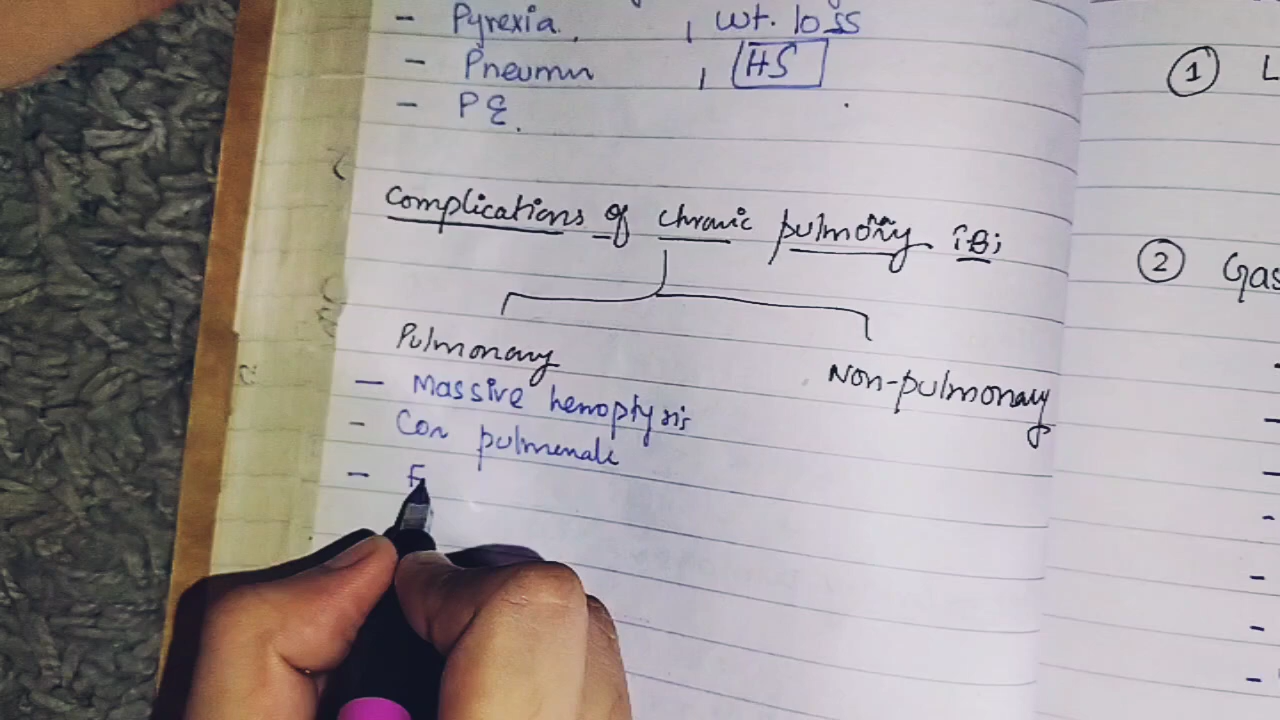 - Pyrexia. , wt. loss
- Pneumn , HS
- PE.
Complications of chronic pulmonary TB;
Pulmonary
Non-pulmonary
- Massive hemoptysis
- Cor pulmonale
- F
① L
② Gas